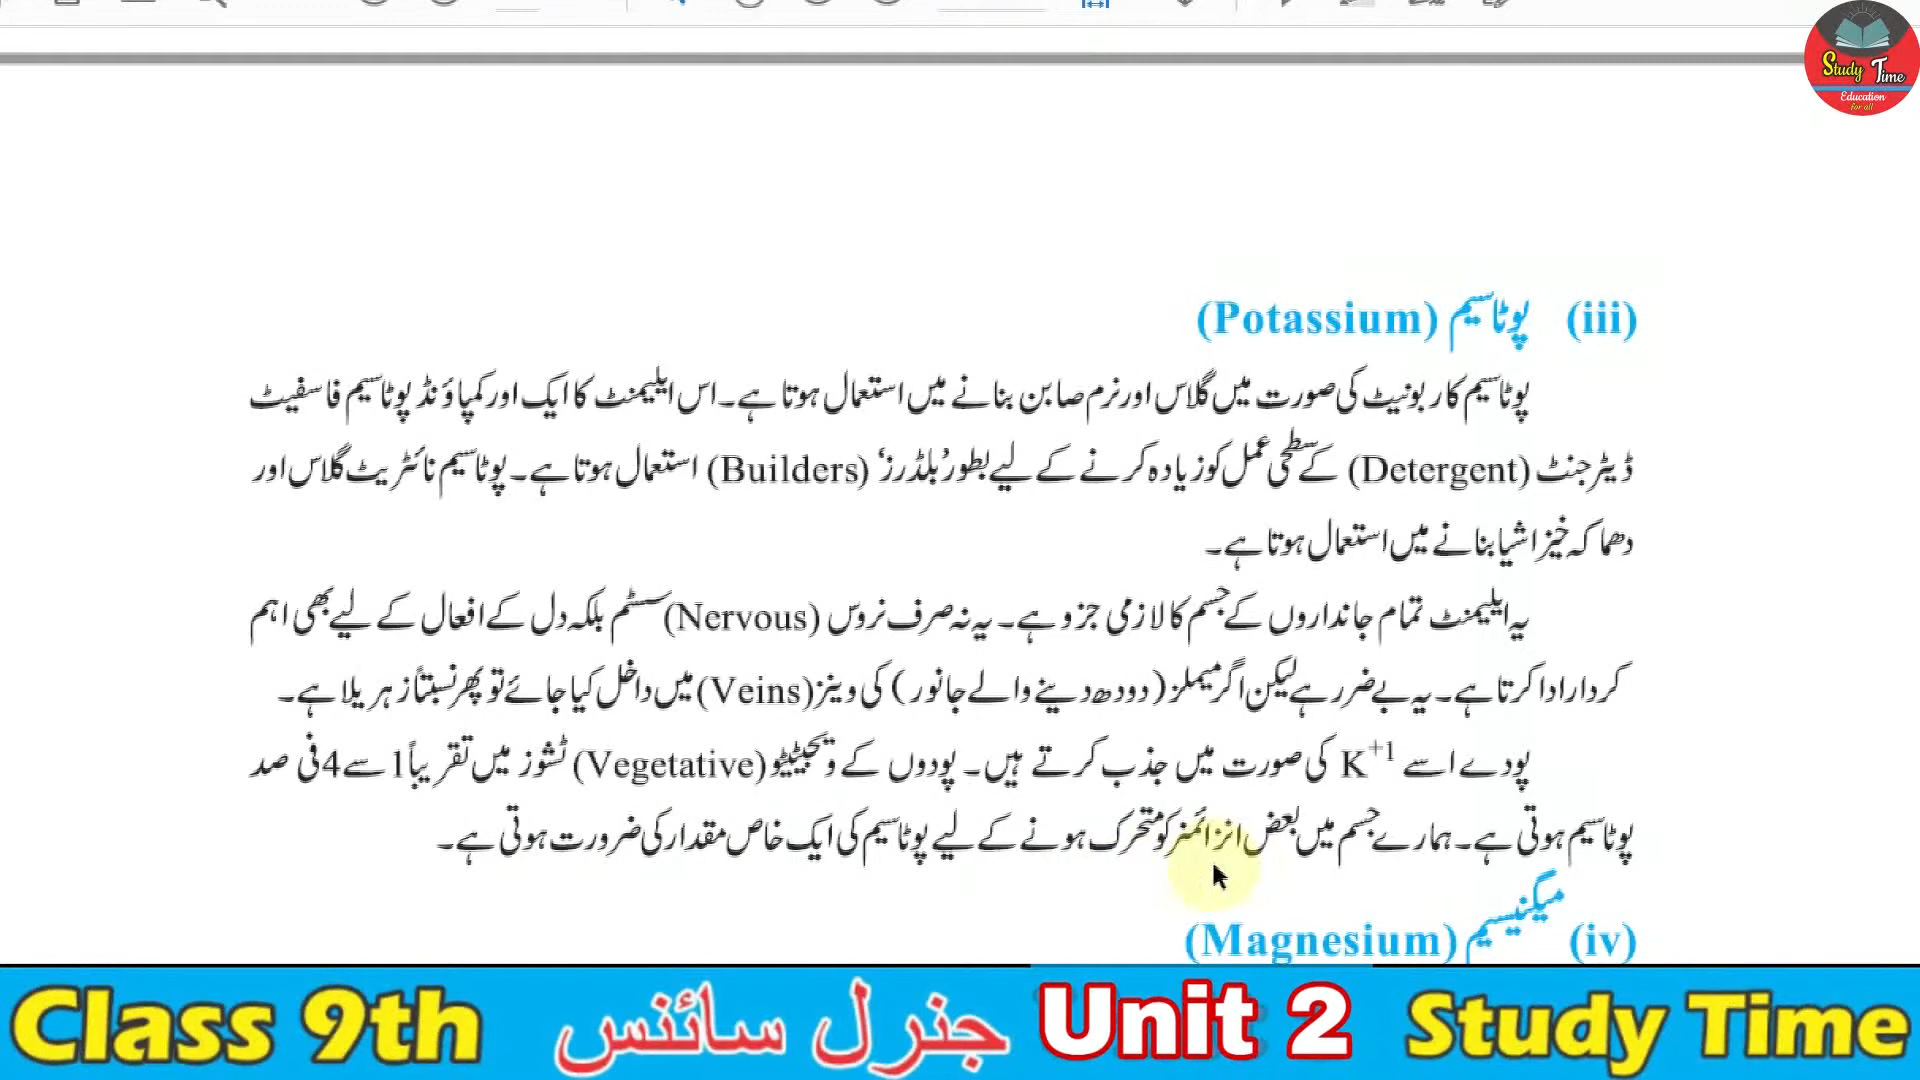 Study Time
Education
for all
(iii) پوٹاسیم (Potassium)
پوٹاسیم کاربونیٹ کی صورت میں گلاس اور نرم صابن بنانے میں استعمال ہوتا ہے۔ اس ایلیمنٹ کا ایک اور کمپاؤنڈ پوٹاسیم فاسفیٹ
ڈیٹرجنٹ (Detergent) کے سطحی عمل کو زیادہ کرنے کے لیے بطور ’بلڈرز‘ (Builders) استعمال ہوتا ہے۔ پوٹاسیم نائٹریٹ گلاس اور
دھماکہ خیز اشیا بنانے میں استعمال ہوتا ہے۔
یہ ایلیمنٹ تمام جانداروں کے جسم کا لازمی جزو ہے۔ یہ نہ صرف نروس (Nervous) سسٹم بلکہ دل کے افعال کے لیے بھی اہم
کردار ادا کرتا ہے۔ یہ بے ضرر ہے لیکن اگر میملز (دودھ دینے والے جانور) کی وینز (Veins) میں داخل کیا جائے تو پھر نسبتاً زہریلا ہے۔
پودے اسے K⁺¹ کی صورت میں جذب کرتے ہیں۔ پودوں کے وتیجیٹیٹو (Vegetative) ٹشوز میں تقریباً 1 سے 4 فی صد
پوٹاسیم ہوتی ہے۔ ہمارے جسم میں بعض انزائمز کو متحرک ہونے کے لیے پوٹاسیم کی ایک خاص مقدار کی ضرورت ہوتی ہے۔
(iv) میگنیسیم (Magnesium)
Class 9th جنرل سائنس Unit 2 Study Time